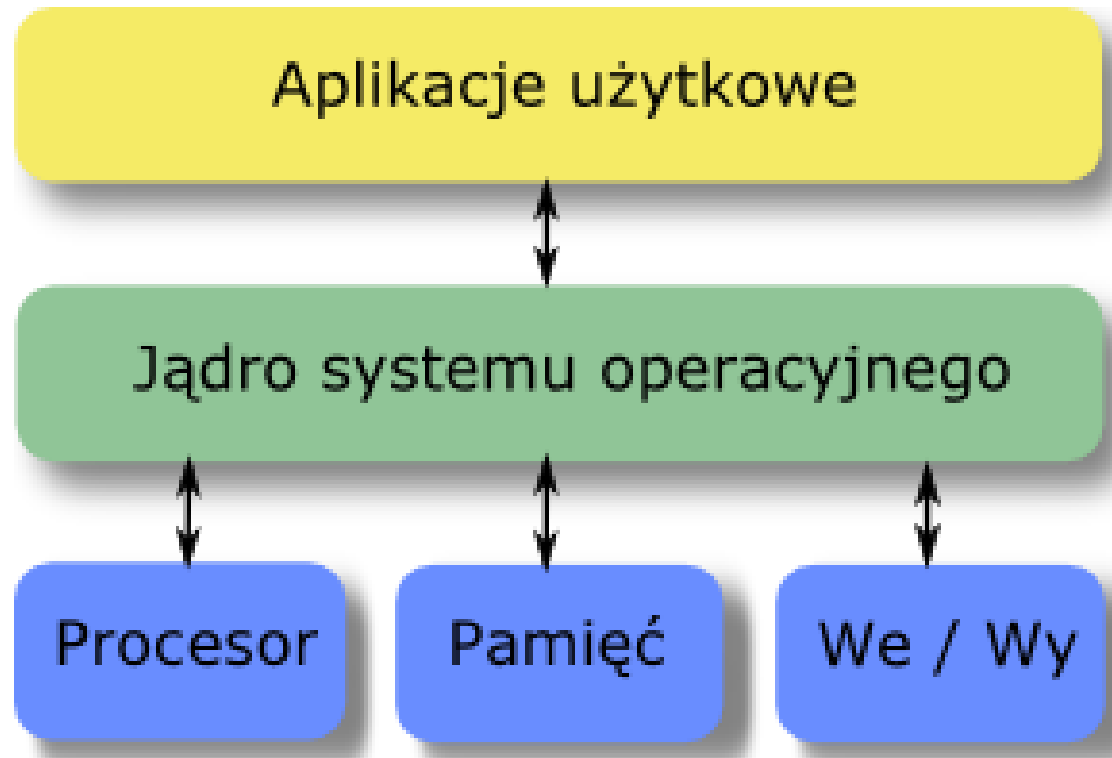 Aplikacje użytkowe
Jądro systemu operacyjnego
Procesor
Pamięć
We / Wy